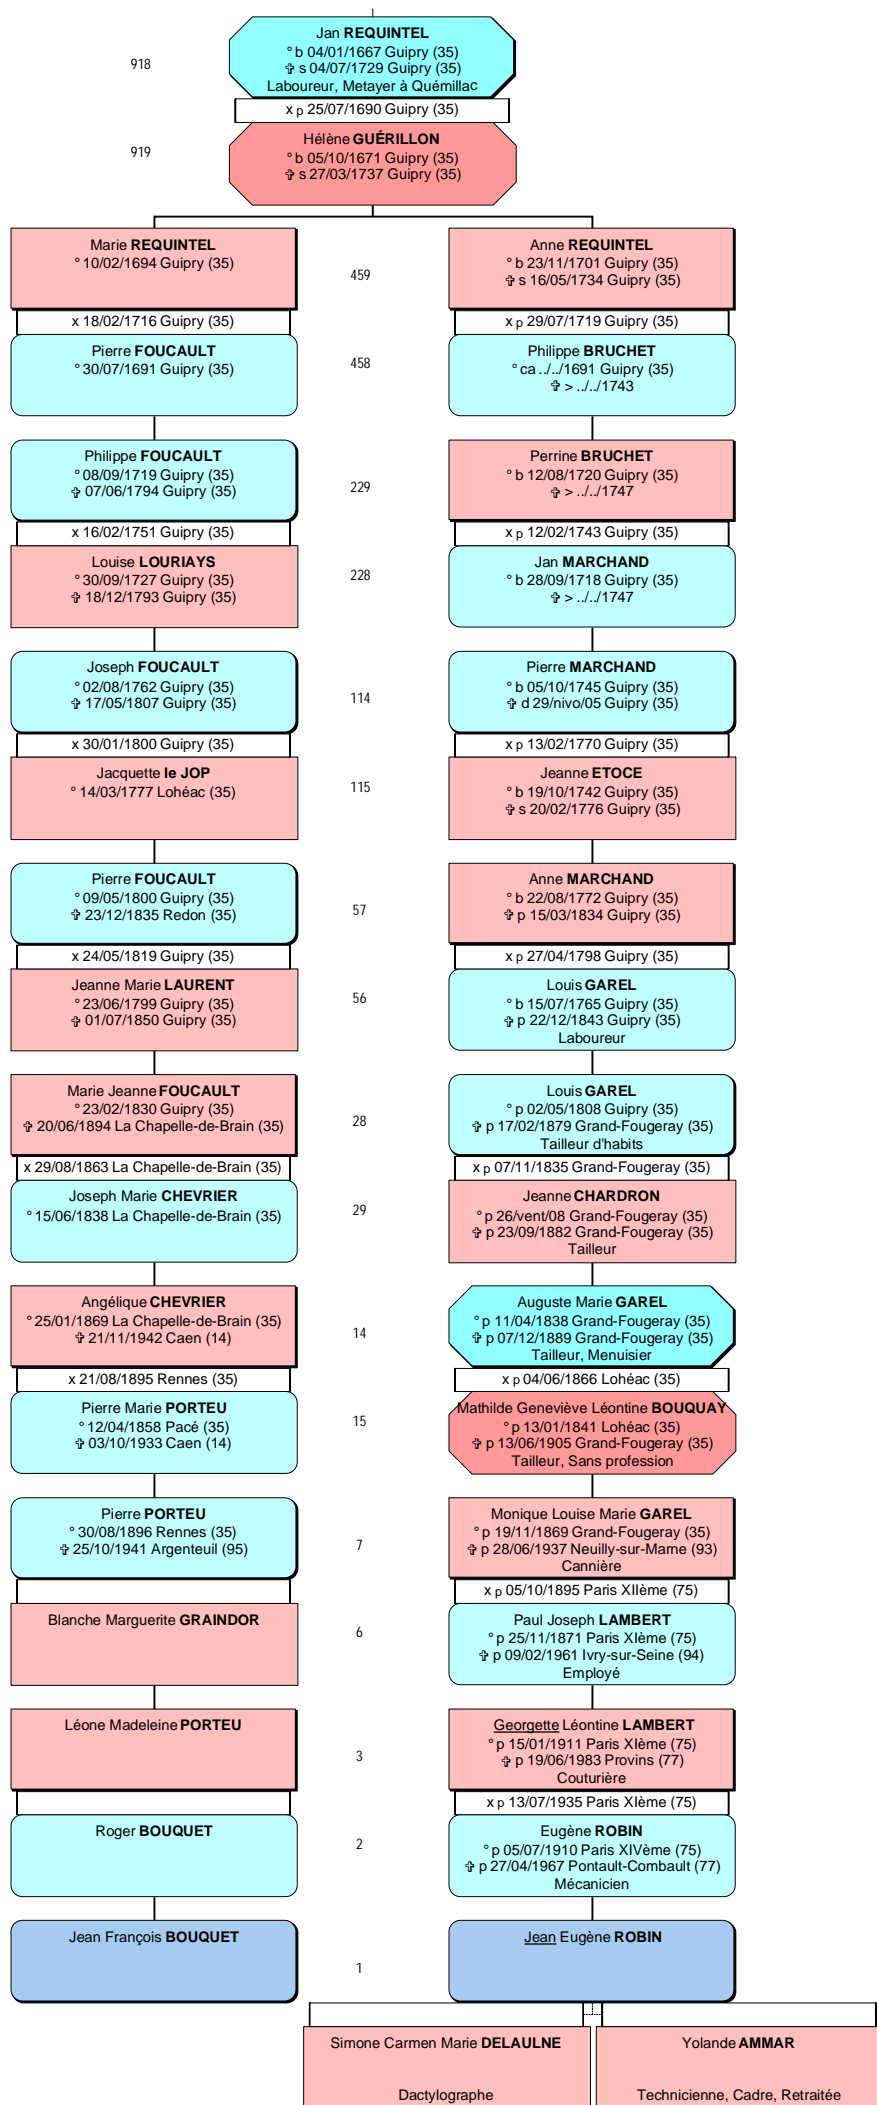 Jan REQUINTEL
° b 04/01/1667 Guipry (35)
✞ s 04/07/1729 Guipry (35)
Laboureur, Metayer à Quémillac
918
x p 25/07/1690 Guipry (35)
Hélène GUÉRILLON
° b 05/10/1671 Guipry (35)
✞ s 27/03/1737 Guipry (35)
919
Marie REQUINTEL
° 10/02/1694 Guipry (35)
459
Anne REQUINTEL
° b 23/11/1701 Guipry (35)
✞ s 16/05/1734 Guipry (35)
x 18/02/1716 Guipry (35)
x p 29/07/1719 Guipry (35)
Pierre FOUCAULT
° 30/07/1691 Guipry (35)
458
Philippe BRUCHET
° ca ../../1691 Guipry (35)
✞ > ../../1743
Philippe FOUCAULT
° 08/09/1719 Guipry (35)
✞ 07/06/1794 Guipry (35)
229
Perrine BRUCHET
° b 12/08/1720 Guipry (35)
✞ > ../../1747
x 16/02/1751 Guipry (35)
x p 12/02/1743 Guipry (35)
Louise LOURIAYS
° 30/09/1727 Guipry (35)
✞ 18/12/1793 Guipry (35)
228
Jan MARCHAND
° b 28/09/1718 Guipry (35)
✞ > ../../1747
Joseph FOUCAULT
° 02/08/1762 Guipry (35)
✞ 17/05/1807 Guipry (35)
114
Pierre MARCHAND
° b 05/10/1745 Guipry (35)
✞ d 29/nivo/05 Guipry (35)
x 30/01/1800 Guipry (35)
x p 13/02/1770 Guipry (35)
Jacquette le JOP
° 14/03/1777 Lohéac (35)
115
Jeanne ETOCE
° b 19/10/1742 Guipry (35)
✞ s 20/02/1776 Guipry (35)
Pierre FOUCAULT
° 09/05/1800 Guipry (35)
✞ 23/12/1835 Redon (35)
57
Anne MARCHAND
° b 22/08/1772 Guipry (35)
✞ p 15/03/1834 Guipry (35)
x 24/05/1819 Guipry (35)
x p 27/04/1798 Guipry (35)
Jeanne Marie LAURENT
° 23/06/1799 Guipry (35)
✞ 01/07/1850 Guipry (35)
56
Louis GAREL
° b 15/07/1765 Guipry (35)
✞ p 22/12/1843 Guipry (35)
Laboureur
Marie Jeanne FOUCAULT
° 23/02/1830 Guipry (35)
✞ 20/06/1894 La Chapelle-de-Brain (35)
28
Louis GAREL
° p 02/05/1808 Guipry (35)
✞ p 17/02/1879 Grand-Fougeray (35)
Tailleur d'habits
x 29/08/1863 La Chapelle-de-Brain (35)
x p 07/11/1835 Grand-Fougeray (35)
Joseph Marie CHEVRIER
° 15/06/1838 La Chapelle-de-Brain (35)
29
Jeanne CHARDRON
° p 26/vent/08 Grand-Fougeray (35)
✞ p 23/09/1882 Grand-Fougeray (35)
Tailleur
Angélique CHEVRIER
° 25/01/1869 La Chapelle-de-Brain (35)
✞ 21/11/1942 Caen (14)
14
Auguste Marie GAREL
° p 11/04/1838 Grand-Fougeray (35)
✞ p 07/12/1889 Grand-Fougeray (35)
Tailleur, Menuisier
x 21/08/1895 Rennes (35)
x p 04/06/1866 Lohéac (35)
Pierre Marie PORTEU
° 12/04/1858 Pacé (35)
✞ 03/10/1933 Caen (14)
15
Mathilde Geneviève Léontine BOUQUAY
° p 13/01/1841 Lohéac (35)
✞ p 13/06/1905 Grand-Fougeray (35)
Tailleur, Sans profession
Pierre PORTEU
° 30/08/1896 Rennes (35)
✞ 25/10/1941 Argenteuil (95)
7
Monique Louise Marie GAREL
° p 19/11/1869 Grand-Fougeray (35)
✞ p 28/06/1937 Neuilly-sur-Marne (93)
Cannière
x p 05/10/1895 Paris XIIème (75)
Blanche Marguerite GRAINDOR
6
Paul Joseph LAMBERT
° p 25/11/1871 Paris XIème (75)
✞ p 09/02/1961 Ivry-sur-Seine (94)
Employé
Léone Madeleine PORTEU
3
Georgette Léontine LAMBERT
° p 15/01/1911 Paris XIème (75)
✞ p 19/06/1983 Provins (77)
Couturière
x p 13/07/1935 Paris XIème (75)
Roger BOUQUET
2
Eugène ROBIN
° p 05/07/1910 Paris XIVème (75)
✞ p 27/04/1967 Pontault-Combault (77)
Mécanicien
Jean François BOUQUET
1
Jean Eugène ROBIN
Simone Carmen Marie DELAULNE
Dactylographe
Yolande AMMAR
Technicienne, Cadre, Retraitée